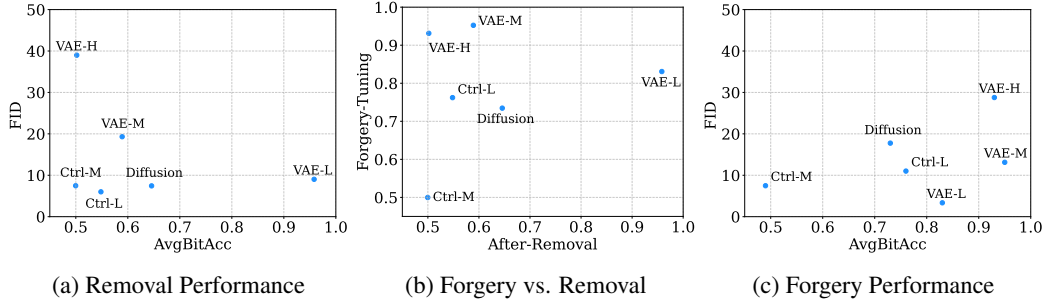 50
40
30
20
10
0
FID
VAE-H
VAE-M
Ctrl-M
Diffusion
VAE-L
Ctrl-L
0.5 0.6 0.7 0.8 0.9 1.0
AvgBitAcc
(a) Removal Performance
1.0
0.9
0.8
0.7
0.6
0.5
Forgery-Tuning
VAE-M
VAE-H
VAE-L
Ctrl-L
Diffusion
Ctrl-M
0.5 0.6 0.7 0.8 0.9 1.0
After-Removal
(b) Forgery vs. Removal
50
40
30
20
10
0
FID
VAE-H
Diffusion
VAE-M
Ctrl-L
Ctrl-M
VAE-L
0.5 0.6 0.7 0.8 0.9 1.0
AvgBitAcc
(c) Forgery Performance